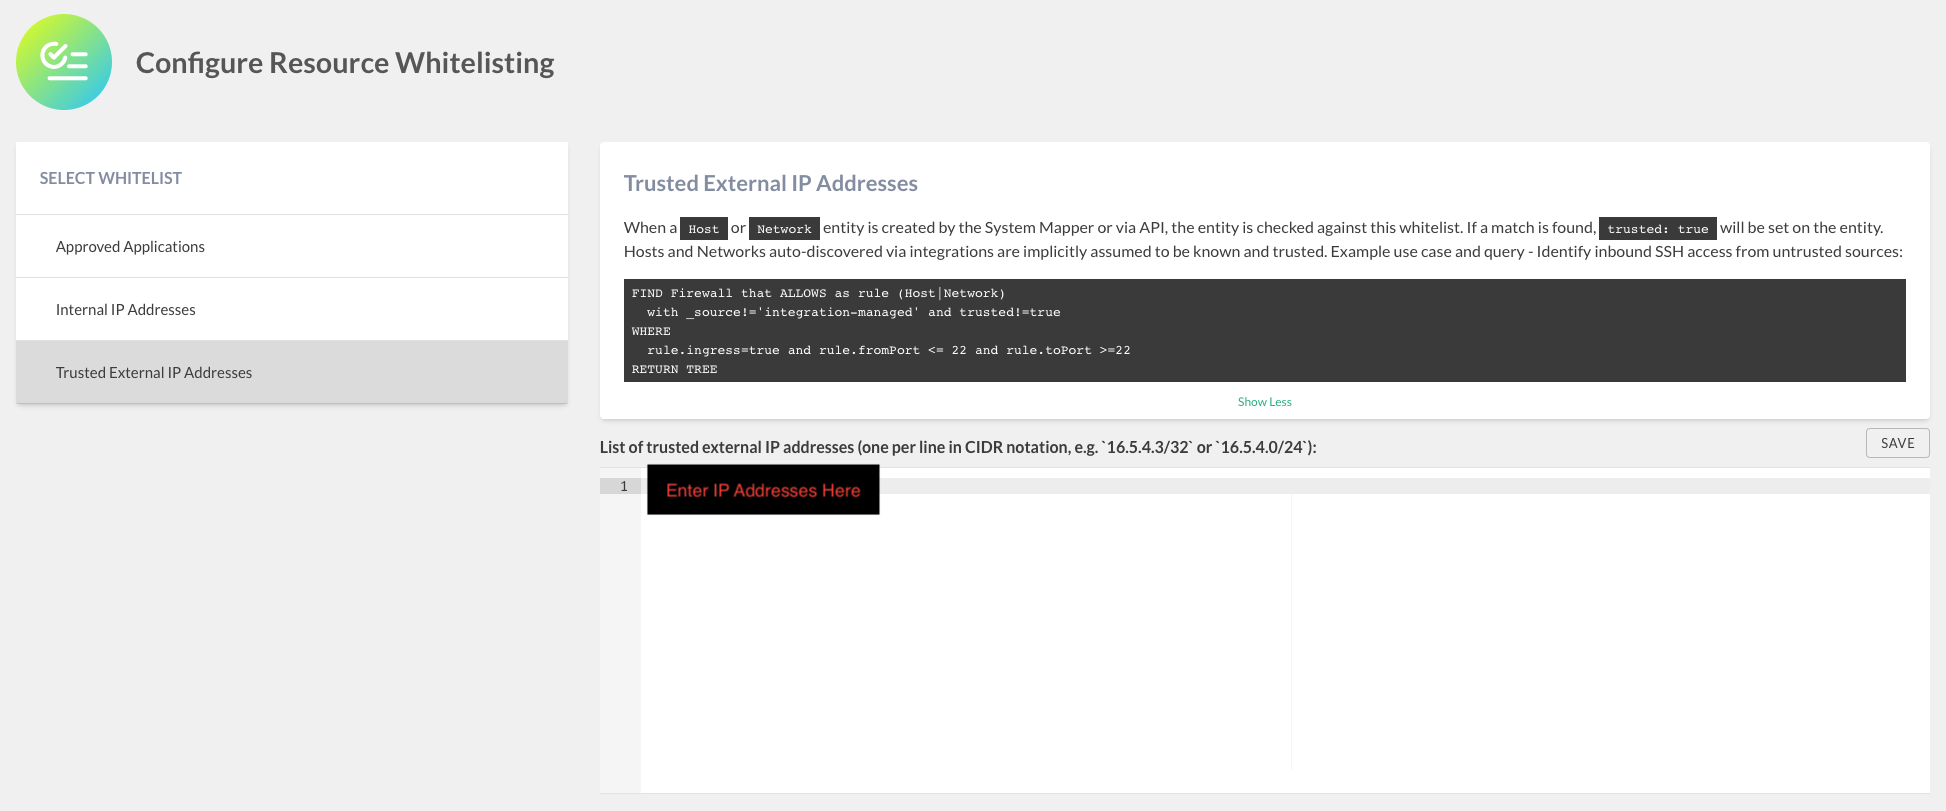 Configure Resource Whitelisting
SELECT WHITELIST
Approved Applications
Internal IP Addresses
Trusted External IP Addresses
Trusted External IP Addresses
When a Host or Network entity is created by the System Mapper or via API, the entity is checked against this whitelist. If a match is found, trusted: true will be set on the entity.
Hosts and Networks auto-discovered via integrations are implicitly assumed to be known and trusted. Example use case and query - Identify inbound SSH access from untrusted sources:
FIND Firewall that ALLOWS as rule (Host|Network)
  with _source!='integration-managed' and trusted!=true
WHERE
  rule.ingress=true and rule.fromPort <= 22 and rule.toPort >=22
RETURN TREE
Show Less
List of trusted external IP addresses (one per line in CIDR notation, e.g. `16.5.4.3/32` or `16.5.4.0/24`):
SAVE
1
Enter IP Addresses Here